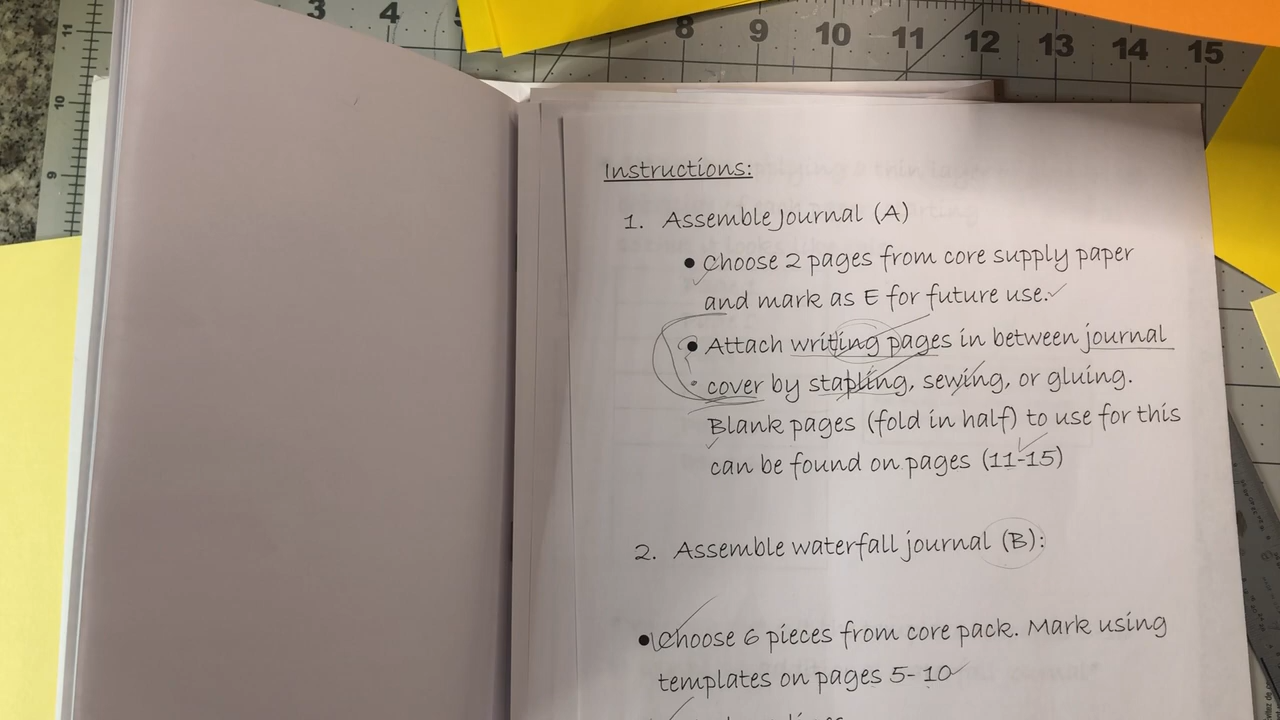 3 4 8 9 10 11 12 13 14 15
11
10
9
Instructions:
1. Assemble Journal (A)
• Choose 2 pages from core supply paper
and mark as E for future use.
• Attach writing pages in between journal
cover by stapling, sewing, or gluing.
Blank pages (fold in half) to use for this
can be found on pages (11-15)
2. Assemble waterfall journal (B):
• Choose 6 pieces from core pack. Mark using
templates on pages 5-10